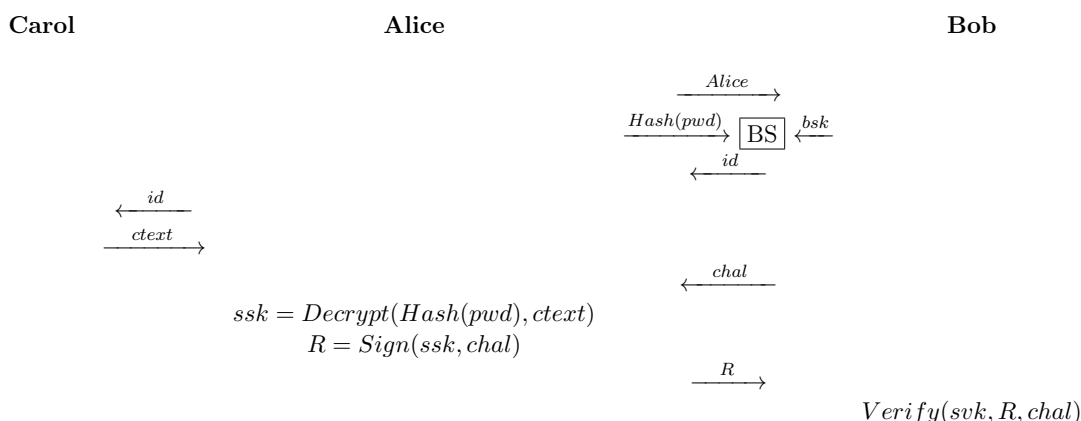 Carol Alice Bob
Alice
Hash(pwd) BS bsk
id
id
ctext
chal
ssk = Decrypt(Hash(pwd), ctext)
R = Sign(ssk, chal)
R
Verify(svk, R, chal)